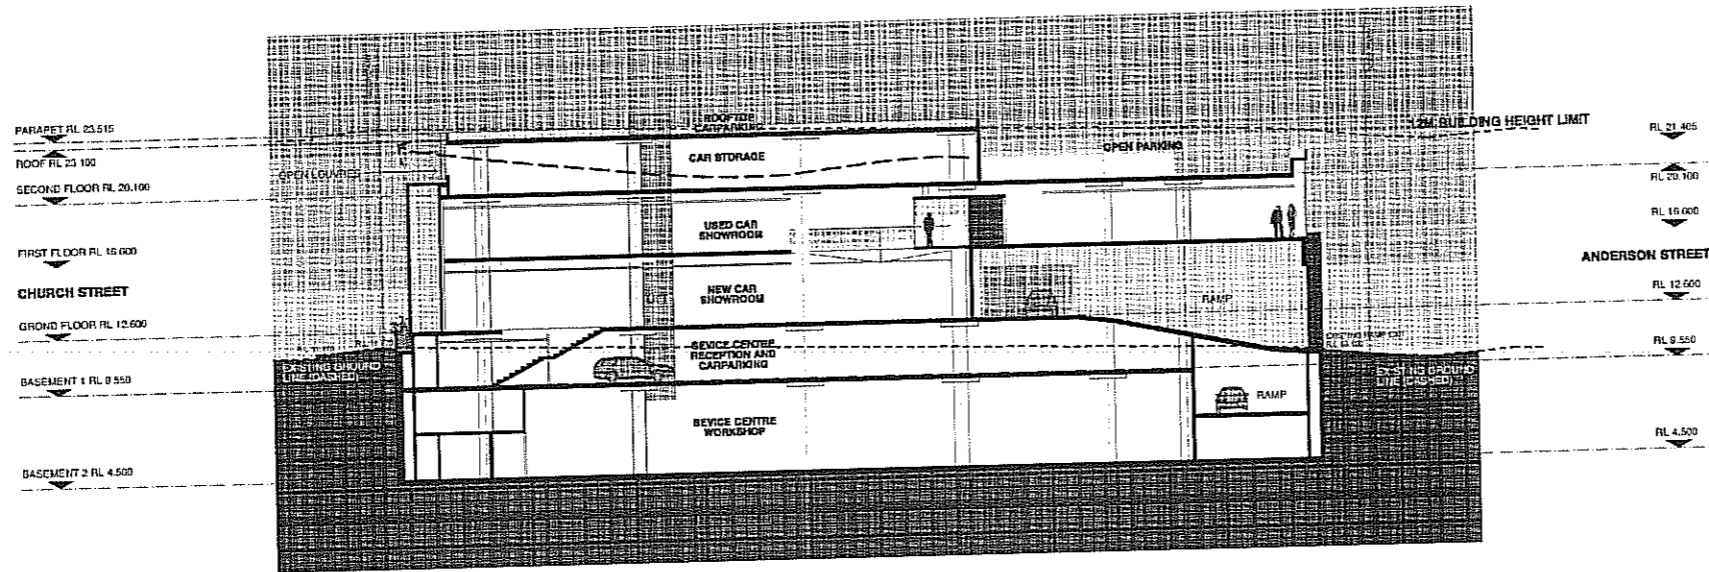 PARAPET RL 23.515
ROOF RL 23 100
SECOND FLOOR RL 20.100
FIRST FLOOR RL 16 600
CHURCH STREET
GROND FLOOR RL 12.600
BASEMENT 1 RL 9.550
BASEMENT 2 RL 4.500
OPEN LOUVRES
EXISTING GROUND
LINE (DASHED)
ROOFTOP
CARPARKING
CAR STORAGE
USED CAR
SHOWROOM
NEW CAR
SHOWROOM
LIFT
SEVICE CENTRE
RECEPTION AND
CARPARKING
SEVICE CENTRE
WORKSHOP
OPEN PARKING
RAMP
RAMP
12M BUILDING HEIGHT LIMIT
EXISTING GROUND
LINE (DASHED)
RL 21.405
RL 20.100
RL 16 600
ANDERSON STREET
RL 12.600
RL 9.550
RL 4.500